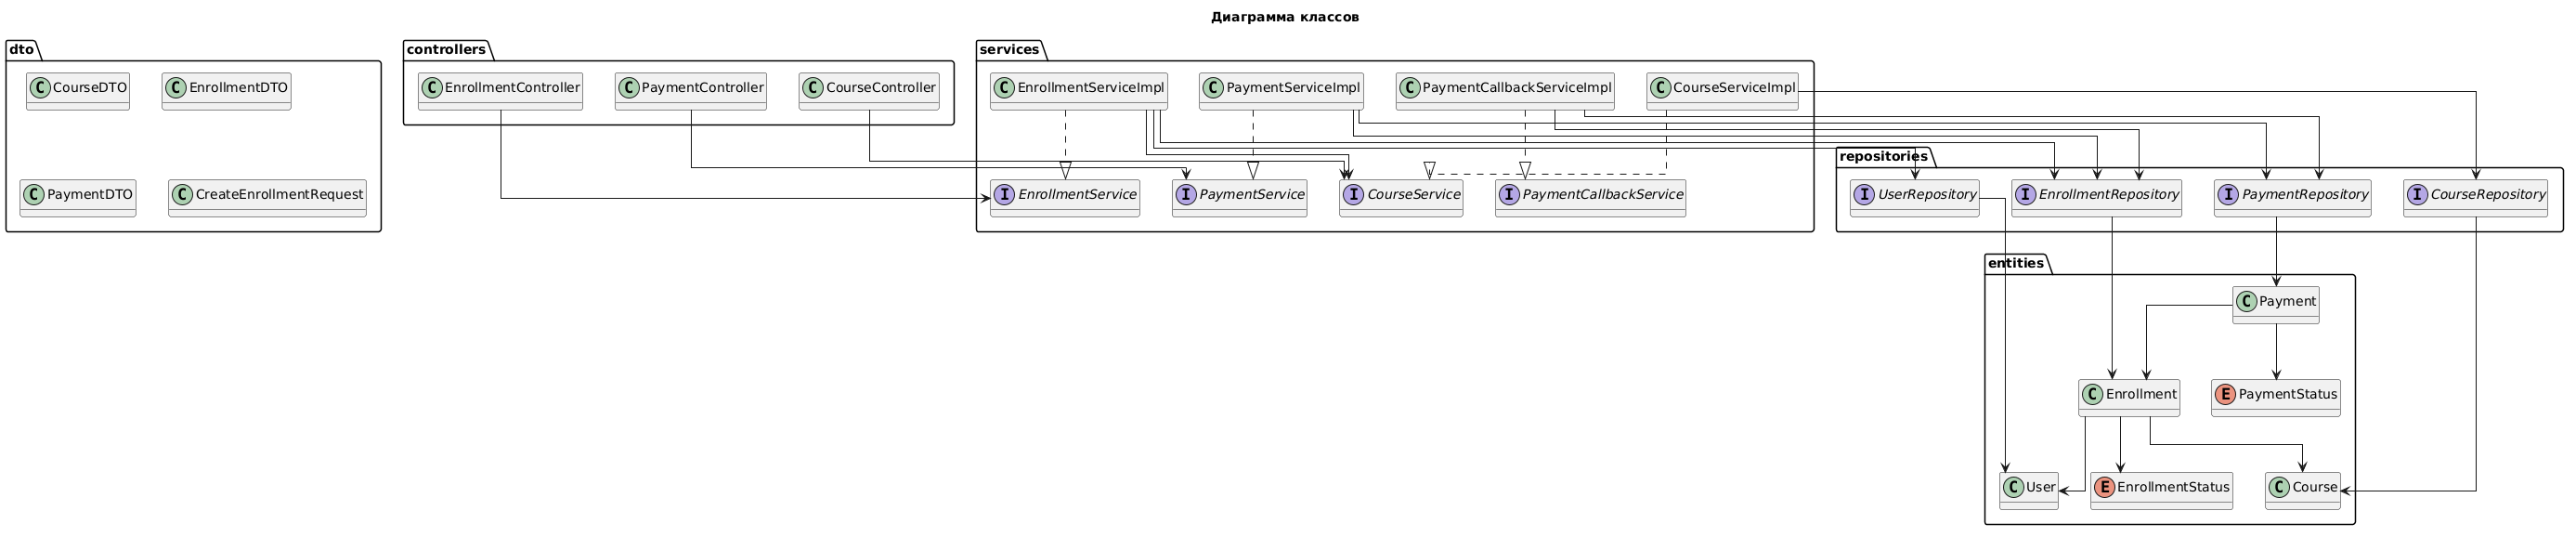 Диаграмма классов
dto
C CourseDTO
C EnrollmentDTO
C PaymentDTO
C CreateEnrollmentRequest
controllers
C EnrollmentController
C PaymentController
C CourseController
services
C EnrollmentServiceImpl
C PaymentServiceImpl
C PaymentCallbackServiceImpl
C CourseServiceImpl
I EnrollmentService
I PaymentService
I CourseService
I PaymentCallbackService
repositories
I UserRepository
I EnrollmentRepository
I PaymentRepository
I CourseRepository
entities
C Payment
C Enrollment
E PaymentStatus
C User
E EnrollmentStatus
C Course